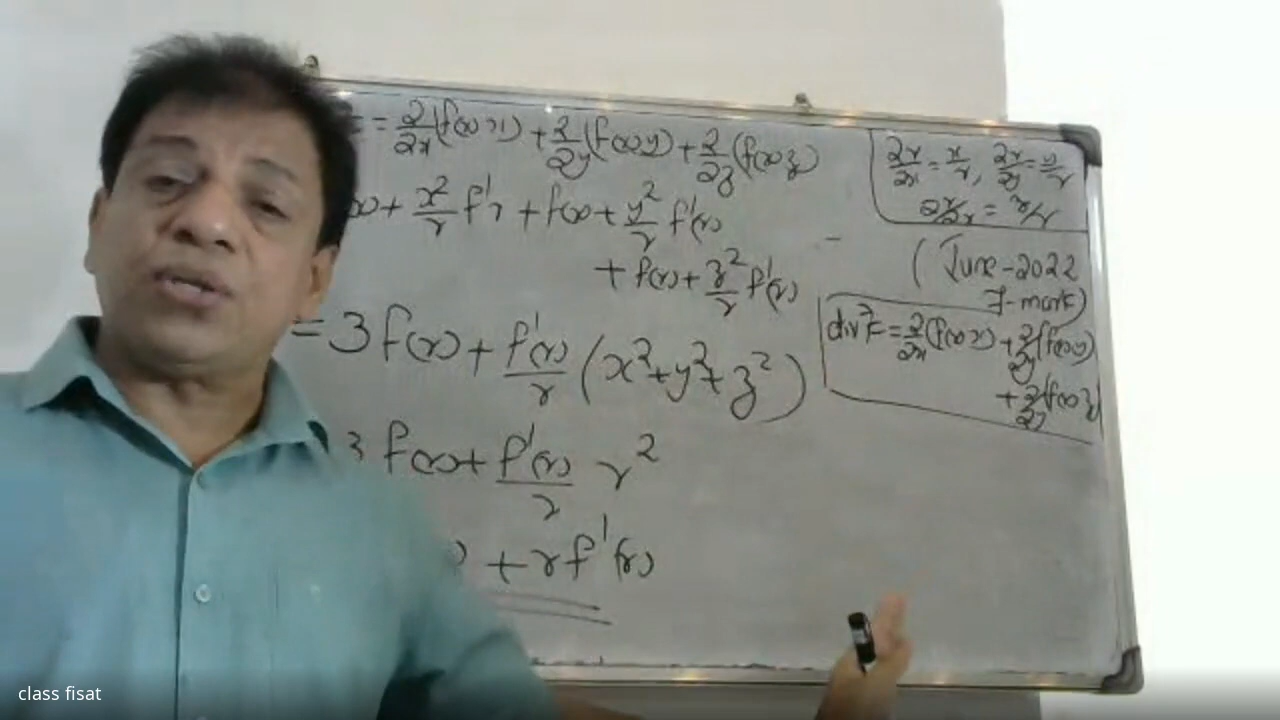 = ∂/∂x (f(r) x) + ∂/∂y (f(r) y) + ∂/∂z (f(r) z)
+ x²/r f'r + f(r) + y²/r f'(r)
+ f(r) + z²/r f'(r)
= 3 f(r) + f'(r)/r (x² + y² + z²)
3 f(r) + f'(r)/r r²
+ r f'(r)
∂r/∂x = x/r, ∂r/∂y = y/r
(June-2022
7-mark)
div F = ∂/∂x (f(r) x) + ∂/∂y (f(r) y)
+ ∂/∂z (f(r) z)
class fisat